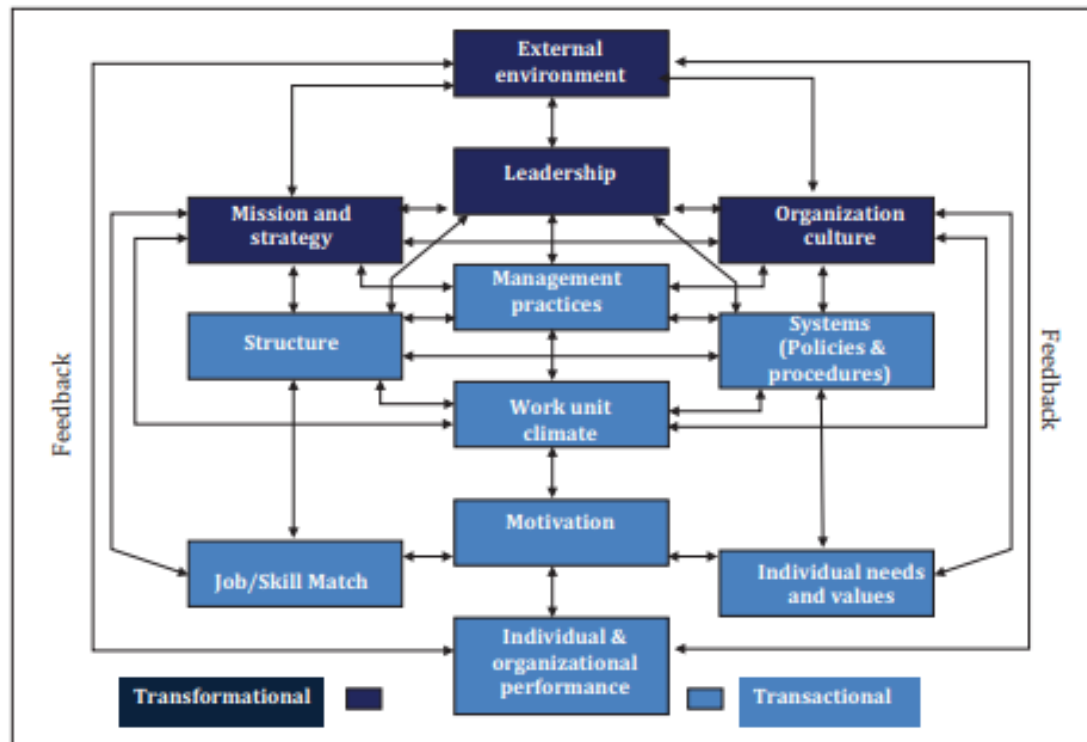 External
environment
Leadership
Mission and
strategy
Organization
culture
Management
practices
Structure
Systems
(Policies &
procedures)
Feedback
Feedback
Work unit
climate
Motivation
Job/Skill Match
Individual needs
and values
Individual &
organizational
performance
Transformational
Transactional